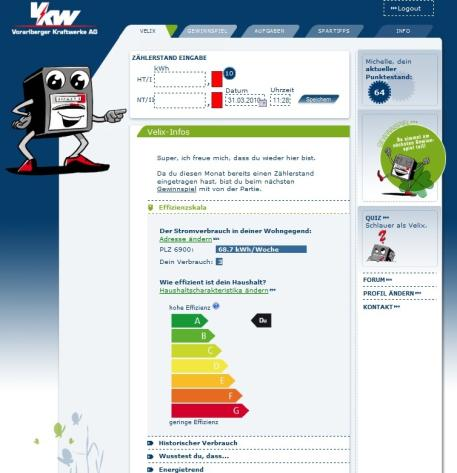 VKW
Vorarlberger Kraftwerke AG
Logout
VELIX
GEWINNSPIEL
AUFGABEN
SPARTIPPS
INFO
ZÄHLERSTAND EINGABE
kWh
HT/I
,
10
NT/II
,
Datum
31.03.2010
Uhrzeit
11:28
Speichern
Michelle, dein
aktueller
Punktestand:
64
Velix-Infos
Super, ich freue mich, dass du wieder hier bist.
Da du diesen Monat bereits einen Zählerstand
eingetragen hast, bist du beim nächsten
Gewinnspiel mit von der Partie.
Effizienzskala
Der Stromverbrauch in deiner Wohngegend:
Adresse ändern
PLZ 6900:
68.7 kWh/Woche
Dein Verbrauch:
Wie effizient ist dein Haushalt?
Haushaltscharakteristika ändern
hohe Effizienz
A
Du
B
C
D
E
F
G
geringe Effizienz
Historischer Verbrauch
Wusstest du, dass...
Energietrend
Du nimmst am
nächsten Gewinn-
spiel teil!
QUIZ
Schlauer als Velix.
?
FORUM
PROFIL ÄNDERN
KONTAKT